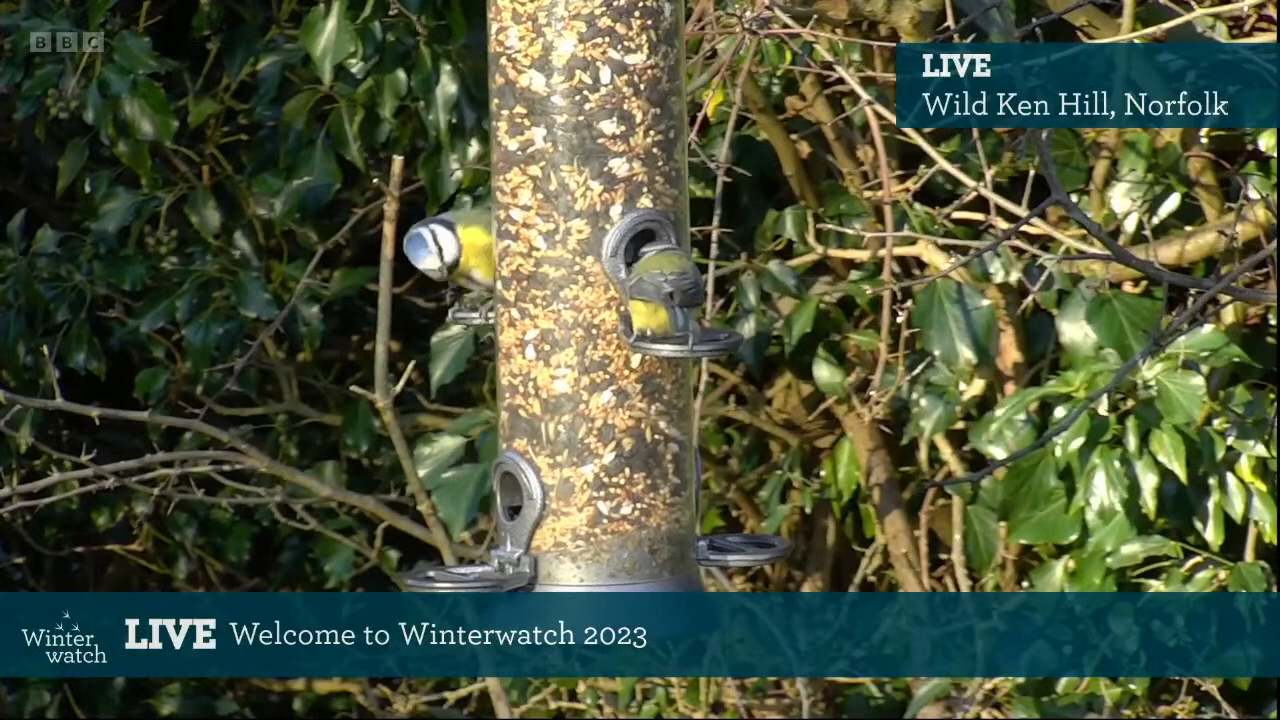 BBC
LIVE
Wild Ken Hill, Norfolk
Winter
watch
LIVE Welcome to Winterwatch 2023